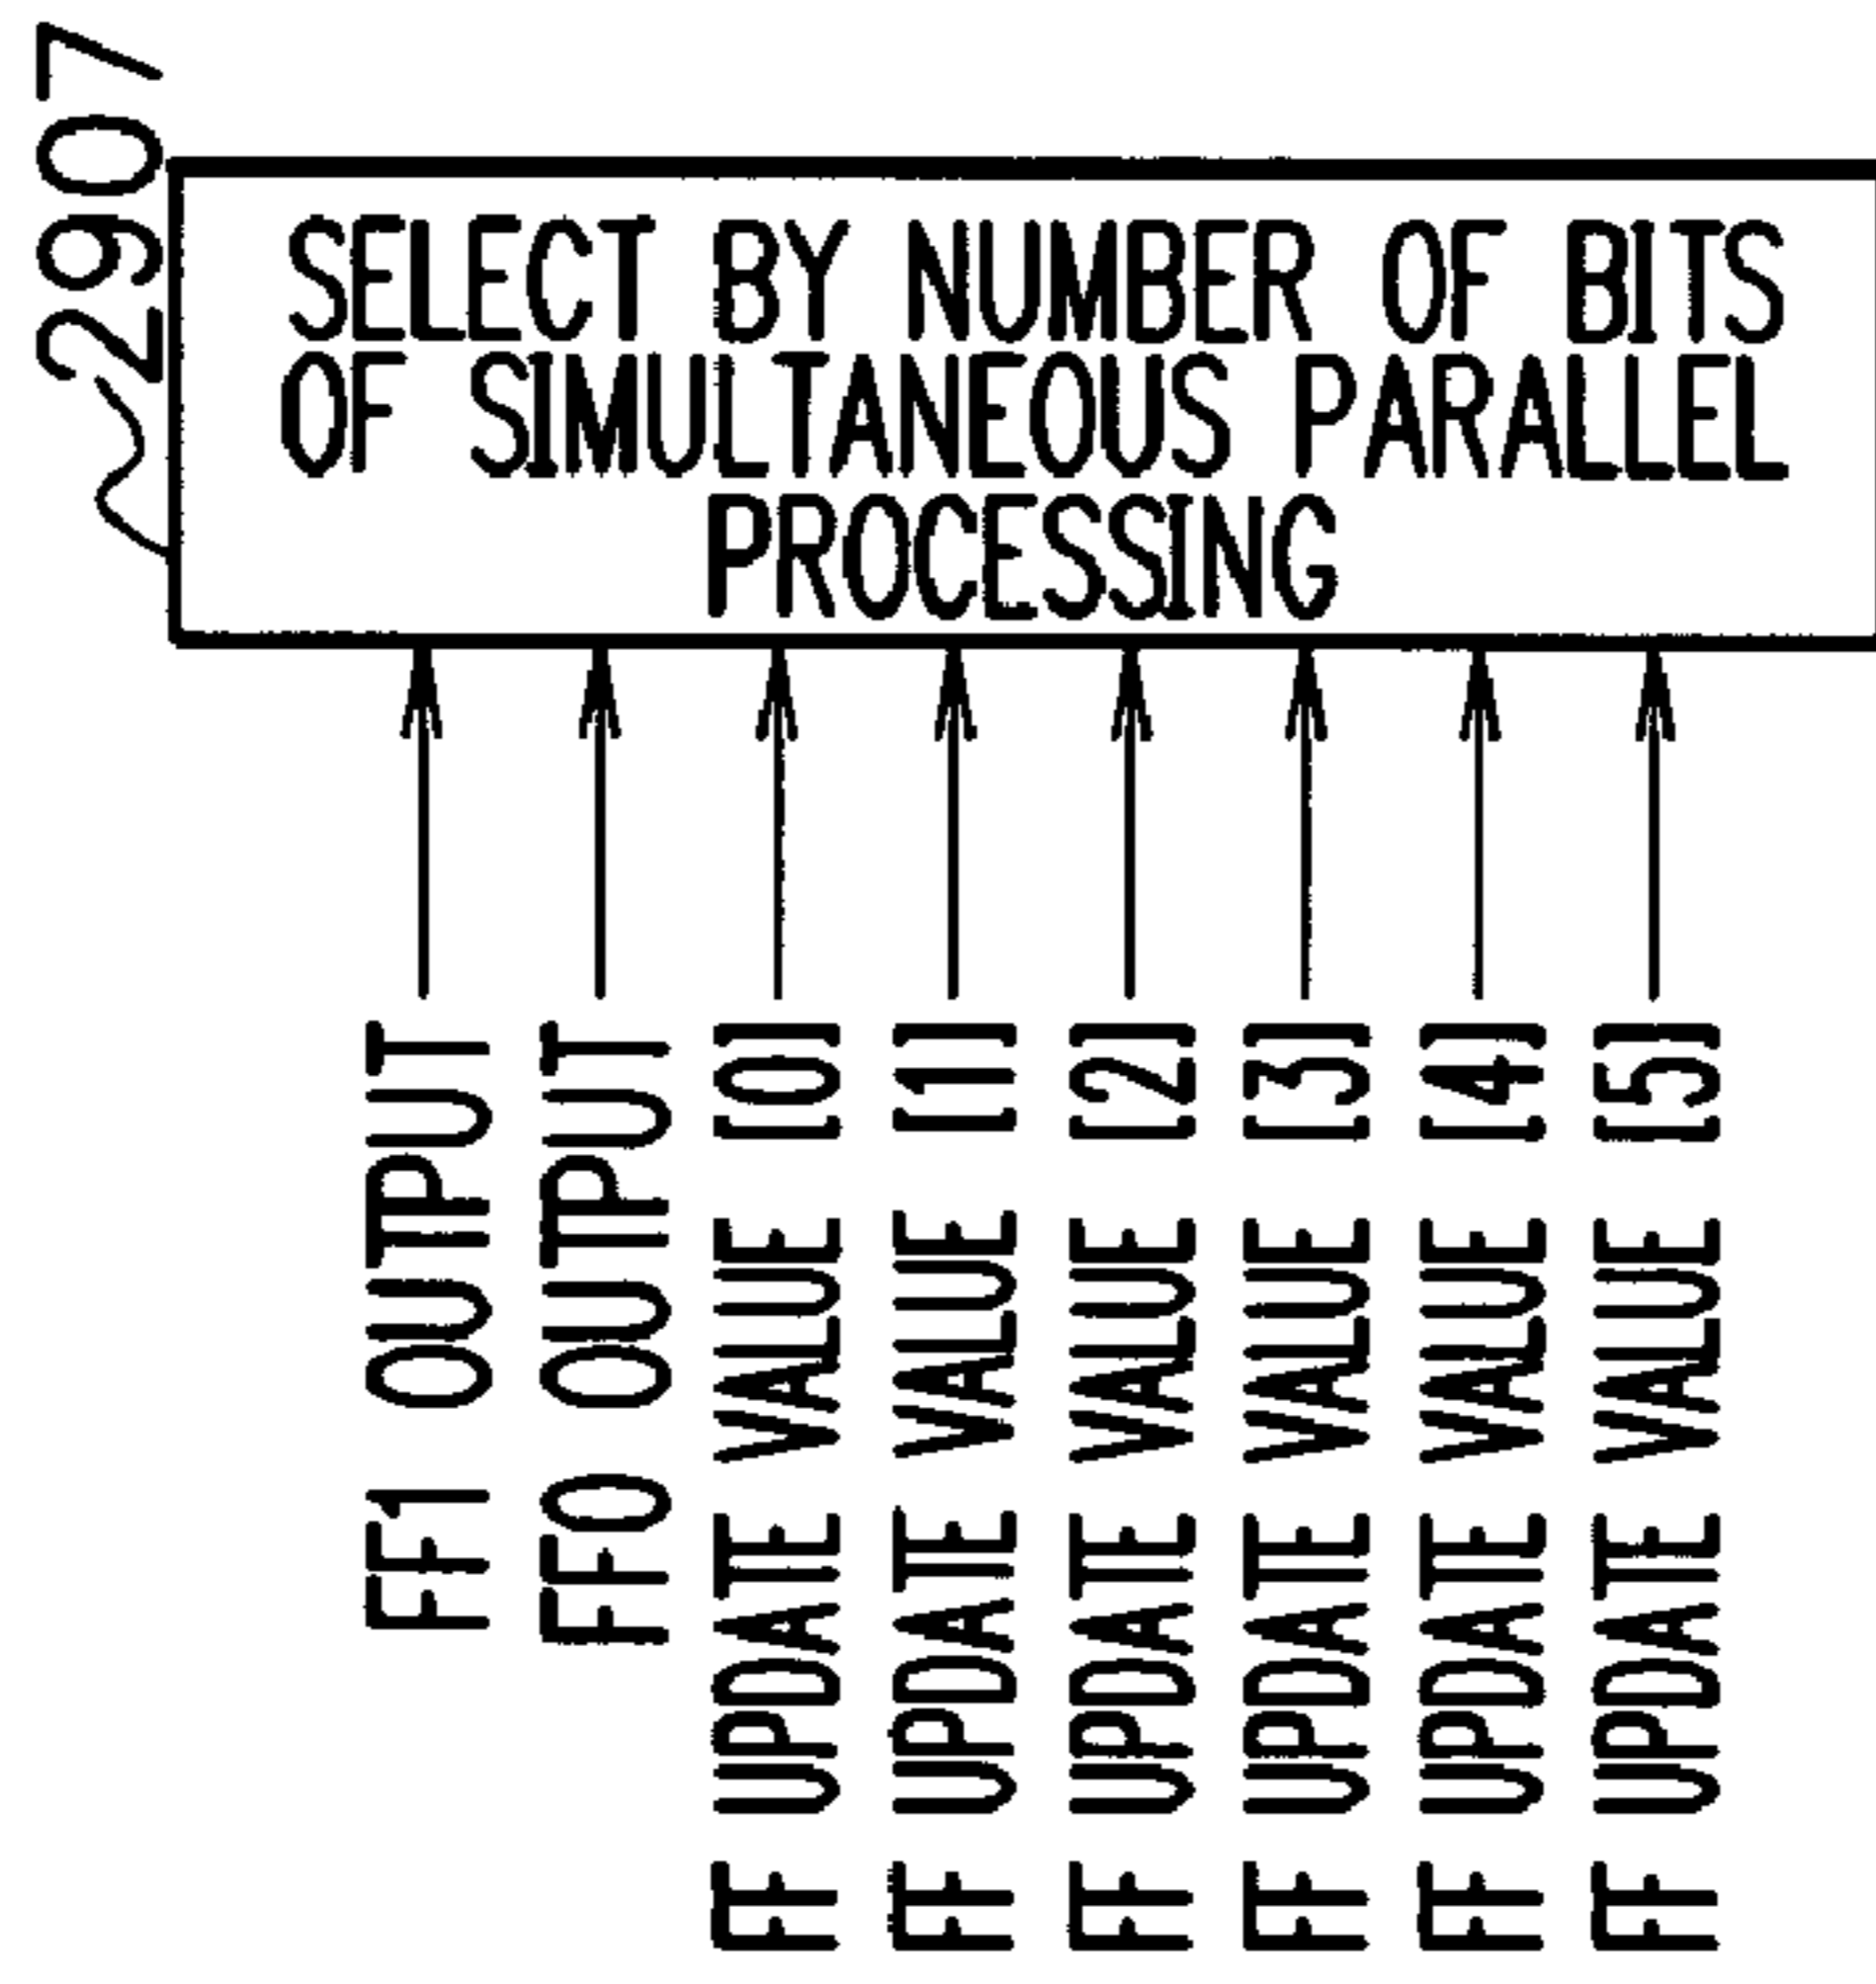 2907
SELECT BY NUMBER OF BITS
OF SIMULTANEOUS PARALLEL
PROCESSING
FF1 OUTPUT
FF0 OUTPUT
FF UPDATE VALUE [0]
FF UPDATE VALUE [1]
FF UPDATE VALUE [2]
FF UPDATE VALUE [3]
FF UPDATE VALUE [4]
FF UPDATE VALUE [5]